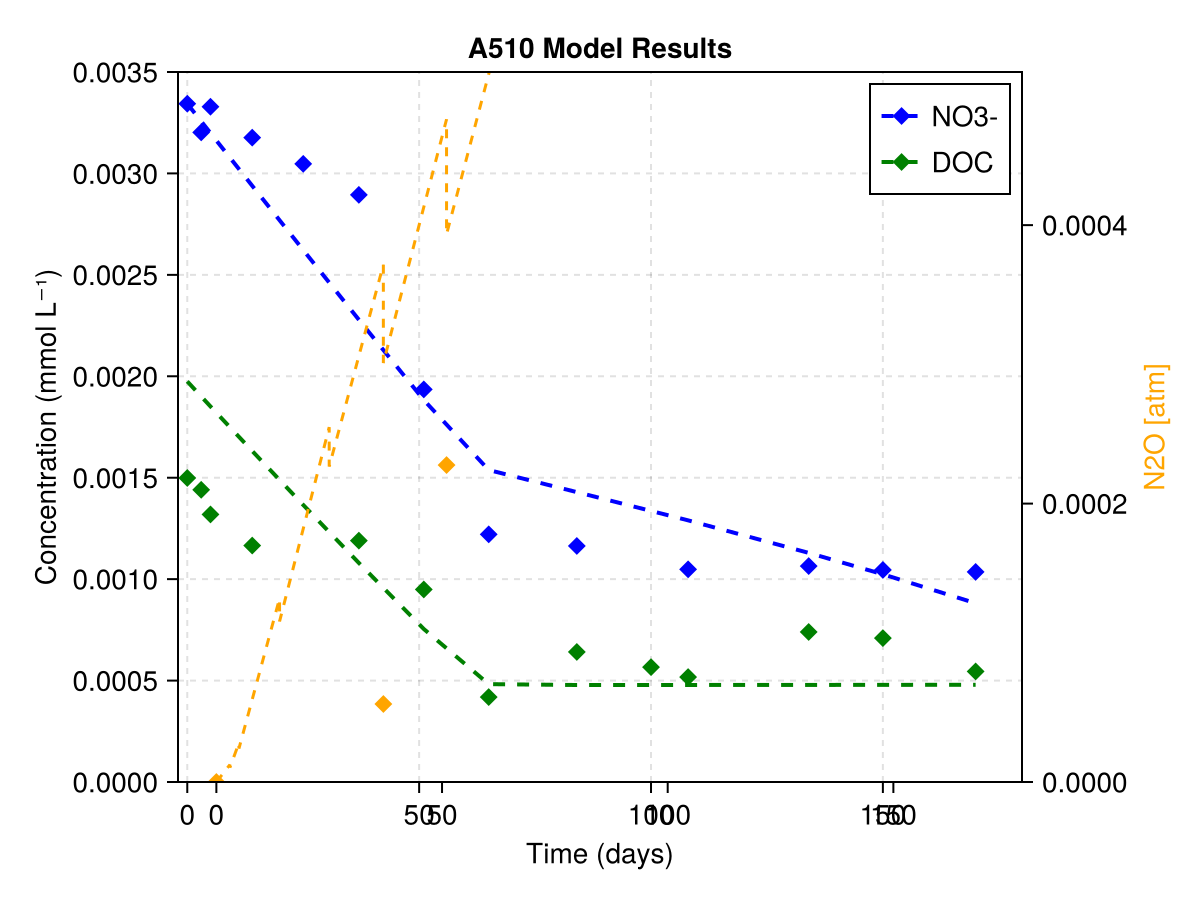 A510 Model Results
0.0035
0.0030
0.0025
0.0020
0.0015
0.0010
0.0005
0.0000
Concentration (mmol L⁻¹)
NO3-
DOC
0.0004
0.0002
0.0000
N2O [atm]
0 0 50 50 100 100 150 150
Time (days)